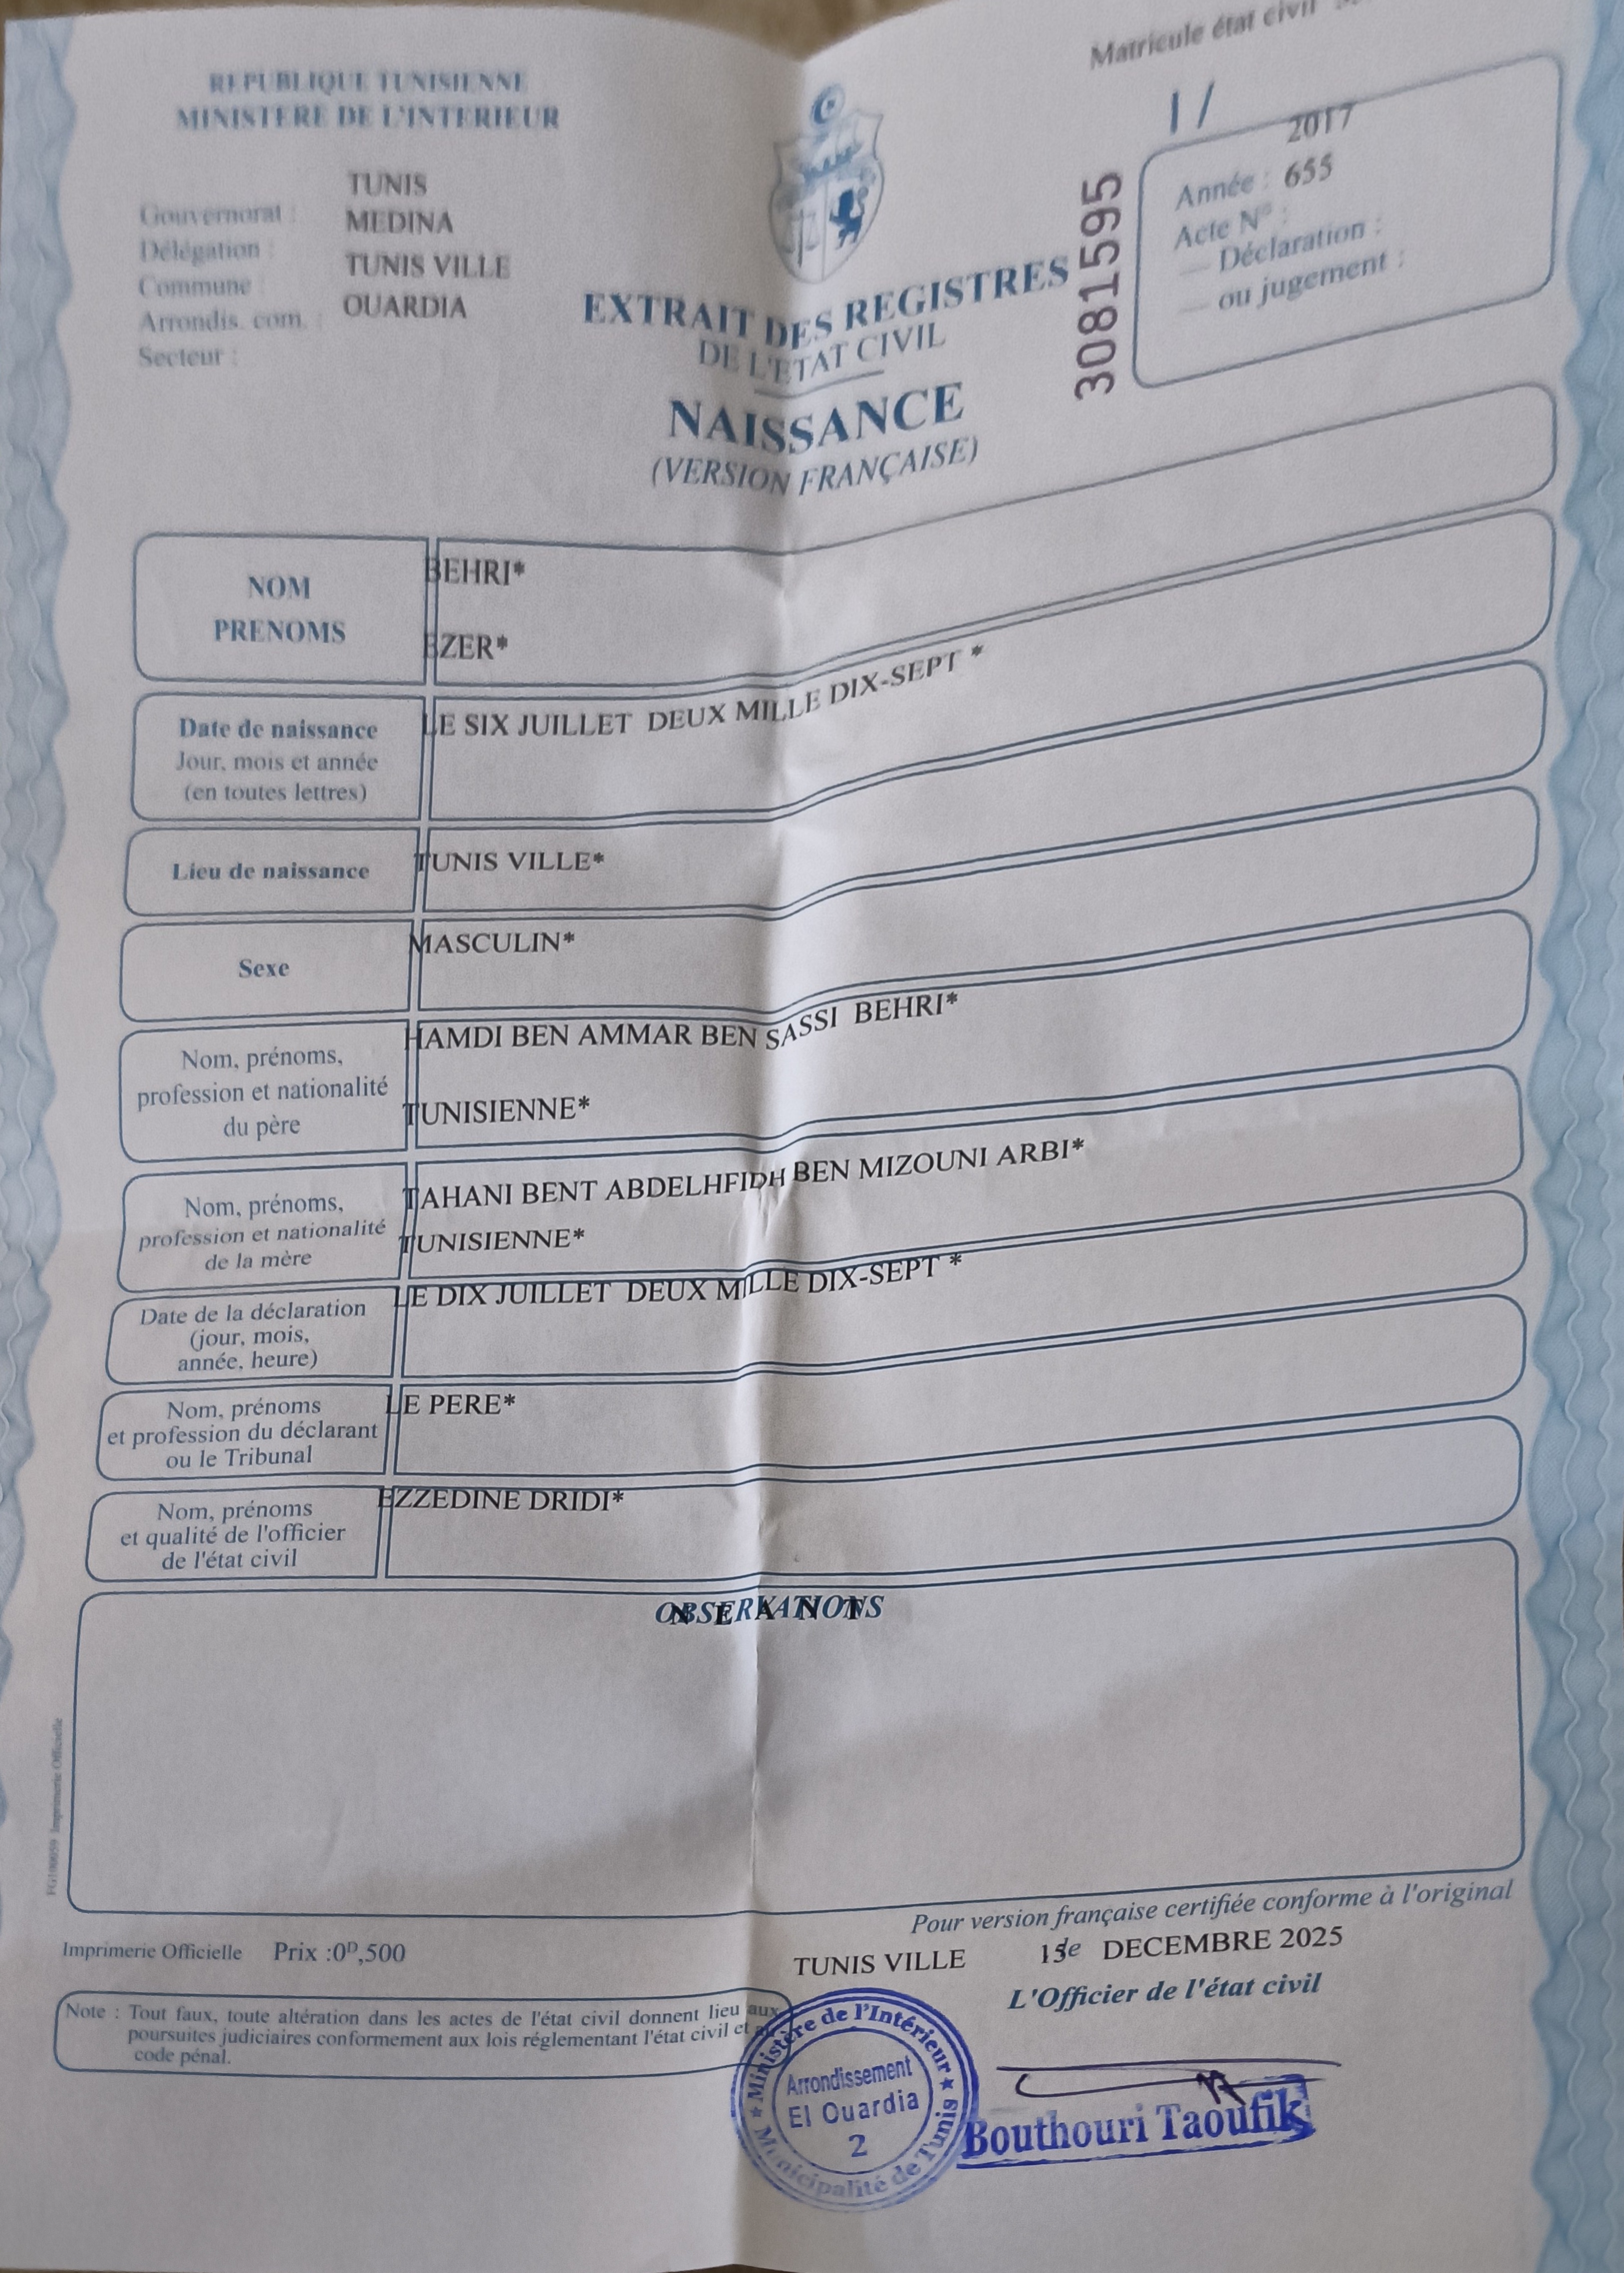 REPUBLIQUE TUNISIENNE
MINISTERE DE L'INTERIEUR
Matricule état civil
Gouvernorat : TUNIS
Délégation : MEDINA
Commune : TUNIS VILLE
Arrondis. com. : OUARDIA
Secteur :
1/
2017
Année : 655
Acte N° :
— Déclaration :
— ou jugement :
3081595
EXTRAIT DES REGISTRES
DE L'ETAT CIVIL
NAISSANCE
(VERSION FRANÇAISE)
NOM
PRENOMS
BEHRI*
EZER*
Date de naissance
Jour, mois et année
(en toutes lettres)
LE SIX JUILLET DEUX MILLE DIX-SEPT *
Lieu de naissance
TUNIS VILLE*
Sexe
MASCULIN*
Nom, prénoms,
profession et nationalité
du père
HAMDI BEN AMMAR BEN SASSI BEHRI*
TUNISIENNE*
Nom, prénoms,
profession et nationalité
de la mère
TAHANI BENT ABDELHFIDH BEN MIZOUNI ARBI*
TUNISIENNE*
Date de la déclaration
(jour, mois,
année, heure)
LE DIX JUILLET DEUX MILLE DIX-SEPT *
Nom, prénoms
et profession du déclarant
ou le Tribunal
LE PERE*
Nom, prénoms
et qualité de l'officier
de l'état civil
EZZEDINE DRIDI*
OBSERVATIONS
N E A N T
FG100059 Imprimerie Officielle
Pour version française certifiée conforme à l'original
Imprimerie Officielle Prix :0ᴰ,500
TUNIS VILLE le DECEMBRE 2025
L'Officier de l'état civil
Note : Tout faux, toute altération dans les actes de l'état civil donnent lieu aux
poursuites judiciaires conformement aux lois réglementant l'état civil et
code pénal.
Ministère de l'Intérieur
Arrondissement
El Ouardia
2
Municipalité de Tunis
Bouthouri Taoufik